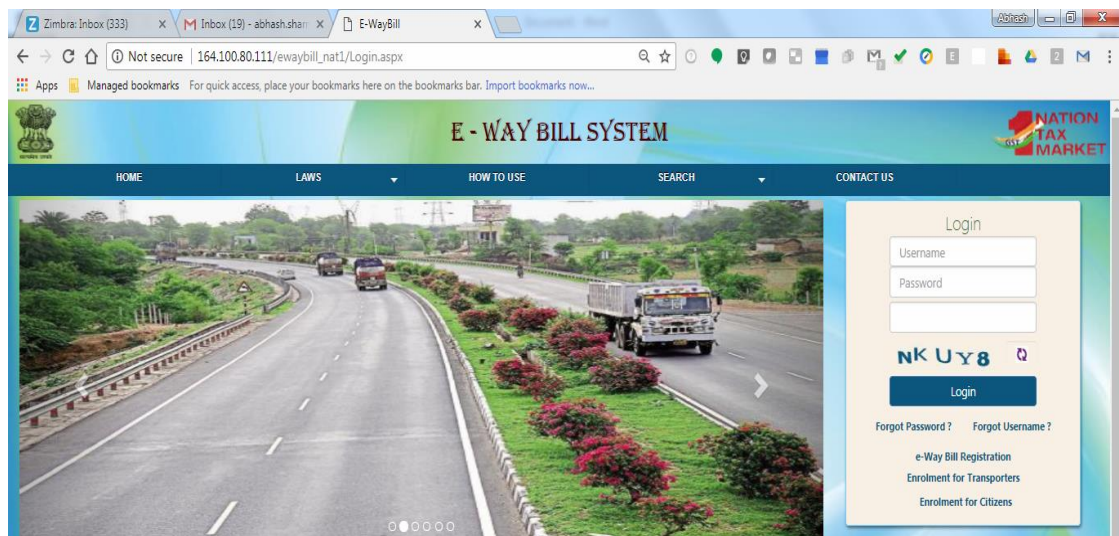 Zimbra: Inbox (333)
M Inbox (19) - abhash.shar
E-WayBill
Abhash
Not secure | 164.100.80.111/ewaybill_nat1/Login.aspx
Apps Managed bookmarks For quick access, place your bookmarks here on the bookmarks bar. Import bookmarks now...
E - WAY BILL SYSTEM
GST
NATION
TAX
MARKET
HOME LAWS HOW TO USE SEARCH CONTACT US
Login
Username
Password
NK UY8
Login
Forgot Password ? Forgot Username ?
e-Way Bill Registration
Enrolment for Transporters
Enrolment for Citizens